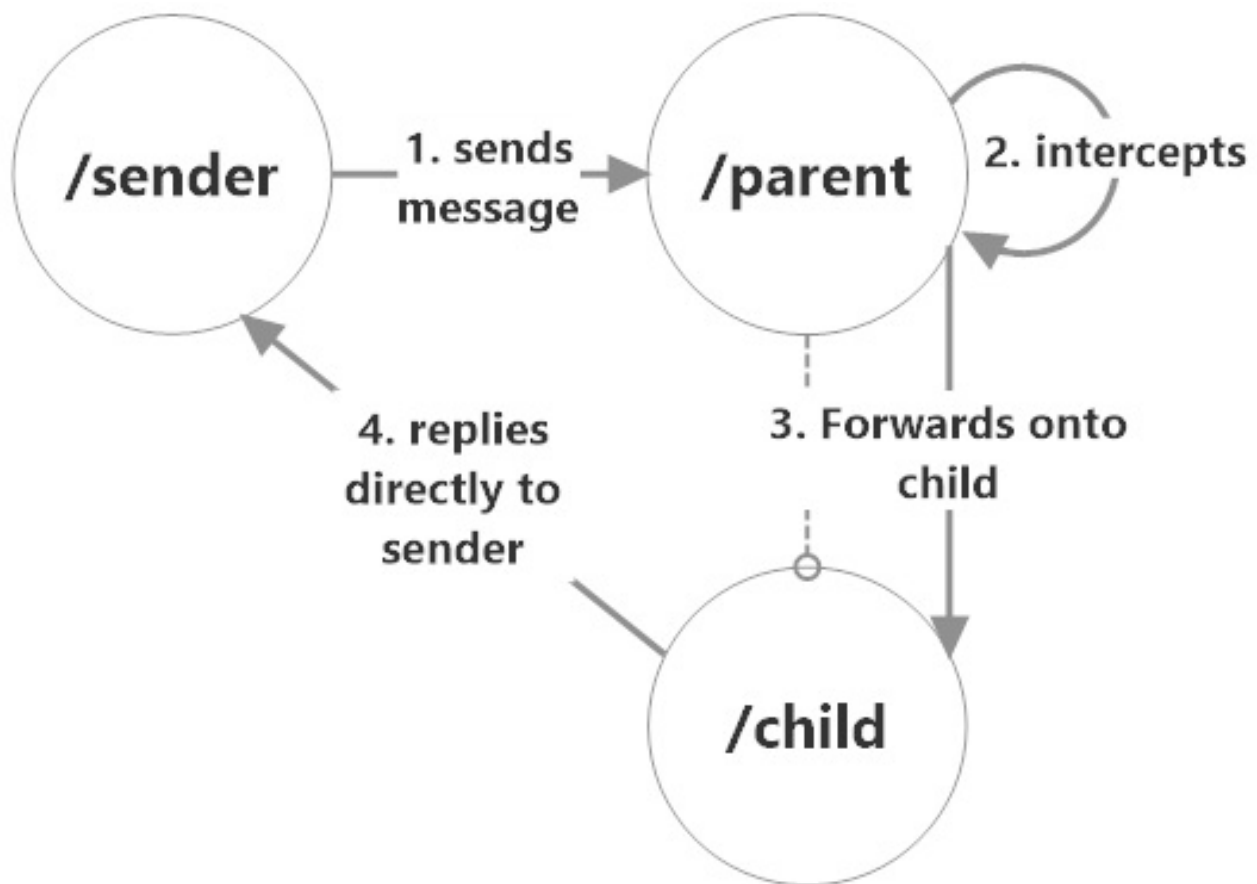 /sender
1. sends
message
/parent
2. intercepts
3. Forwards onto
child
4. replies
directly to
sender
/child